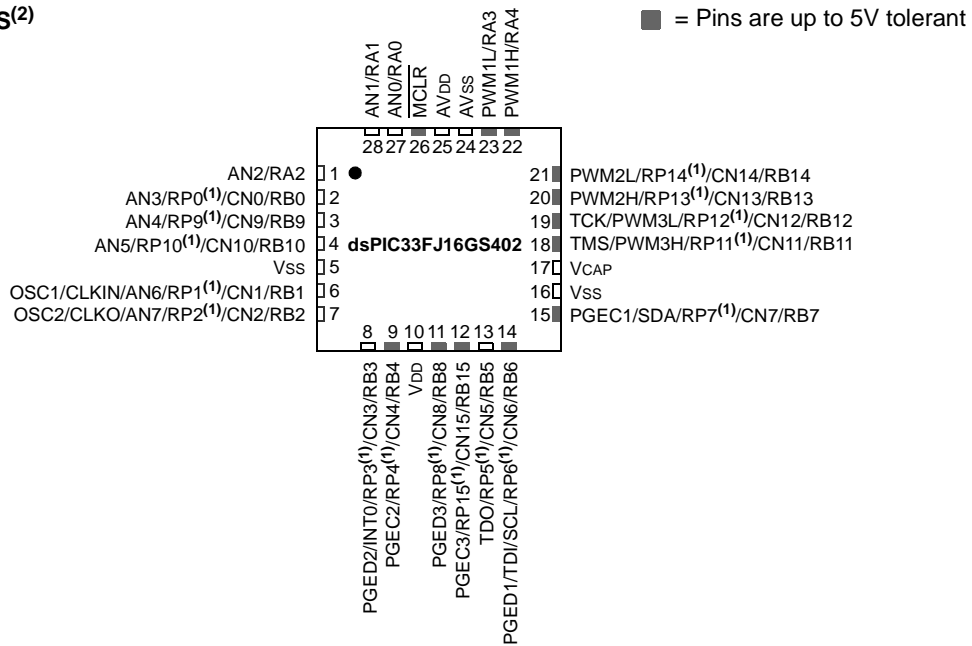 S(2)
= Pins are up to 5V tolerant
AN1/RA1
AN0/RA0
MCLR
AVDD
AVSS
PWM1L/RA3
PWM1H/RA4
28 27 26 25 24 23 22
AN2/RA2 1
AN3/RP0(1)/CN0/RB0 2
AN4/RP9(1)/CN9/RB9 3
AN5/RP10(1)/CN10/RB10 4
VSS 5
OSC1/CLKIN/AN6/RP1(1)/CN1/RB1 6
OSC2/CLKO/AN7/RP2(1)/CN2/RB2 7
dsPIC33FJ16GS402
21 PWM2L/RP14(1)/CN14/RB14
20 PWM2H/RP13(1)/CN13/RB13
19 TCK/PWM3L/RP12(1)/CN12/RB12
18 TMS/PWM3H/RP11(1)/CN11/RB11
17 VCAP
16 VSS
15 PGEC1/SDA/RP7(1)/CN7/RB7
8 9 10 11 12 13 14
PGED2/INT0/RP3(1)/CN3/RB3
PGEC2/RP4(1)/CN4/RB4
VDD
PGED3/RP8(1)/CN8/RB8
PGEC3/RP15(1)/CN15/RB15
TDO/RP5(1)/CN5/RB5
PGED1/TDI/SCL/RP6(1)/CN6/RB6